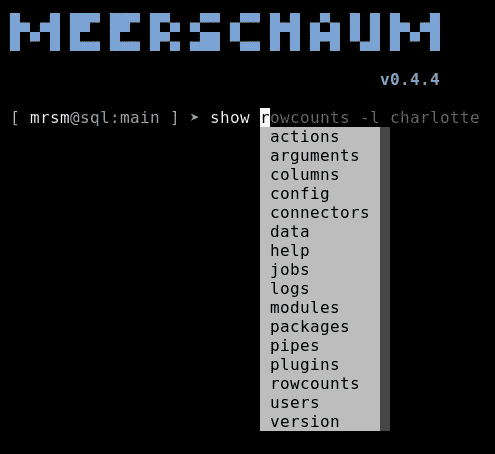 MEERSCHAUM
v0.4.4
[ mrsm@sql:main ] ➤ show rowcounts -l charlotte
actions
arguments
columns
config
connectors
data
help
jobs
logs
modules
packages
pipes
plugins
rowcounts
users
version